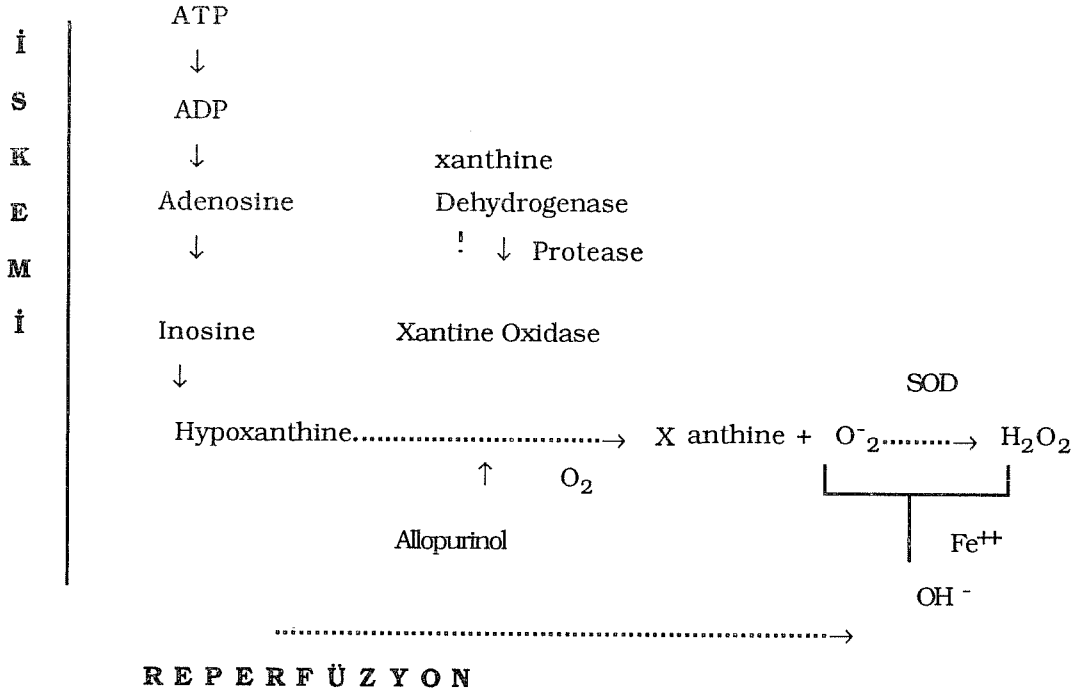 İSKEMİ
ATP
↓
ADP
↓ xanthine
Adenosine Dehydrogenase
↓ ! ↓ Protease
Inosine Xantine Oxidase
↓ SOD
Hypoxanthine..............................→ X anthine + O⁻₂..........→ H₂O₂
↑ O₂
Allopurinol Fe⁺⁺
OH ⁻
............................................................→
REPERFÜZYON